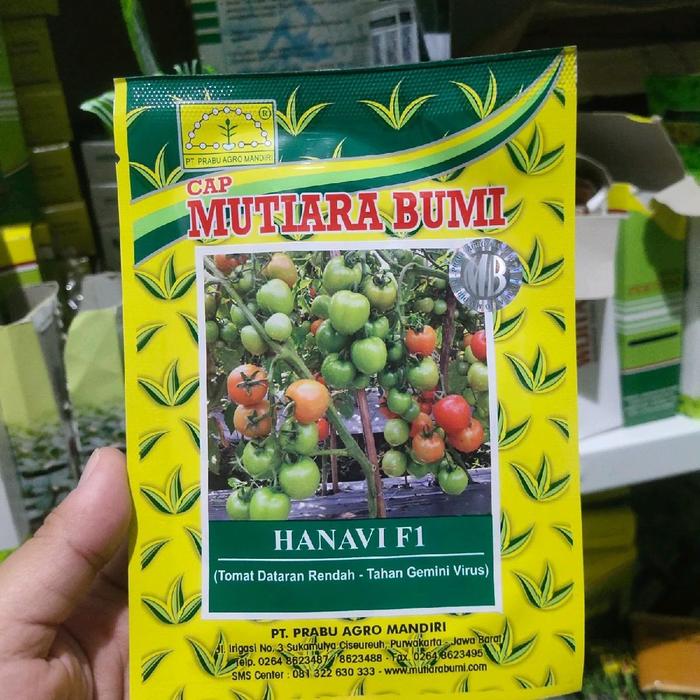 R
PT. PRABU AGRO MANDIRI
CAP
MUTIARA BUMI
MB
HANAVI F1
(Tomat Dataran Rendah - Tahan Gemini Virus)
PT. PRABU AGRO MANDIRI
Jl. Irigasi No. 3 Sukamulya Ciseureuh, Purwakarta - Jawa Barat
Telp. 0264 8623487 / 8623488 - Fax. 0264 8623495
SMS Center : 081 322 630 333 - www.mutiarabumi.com